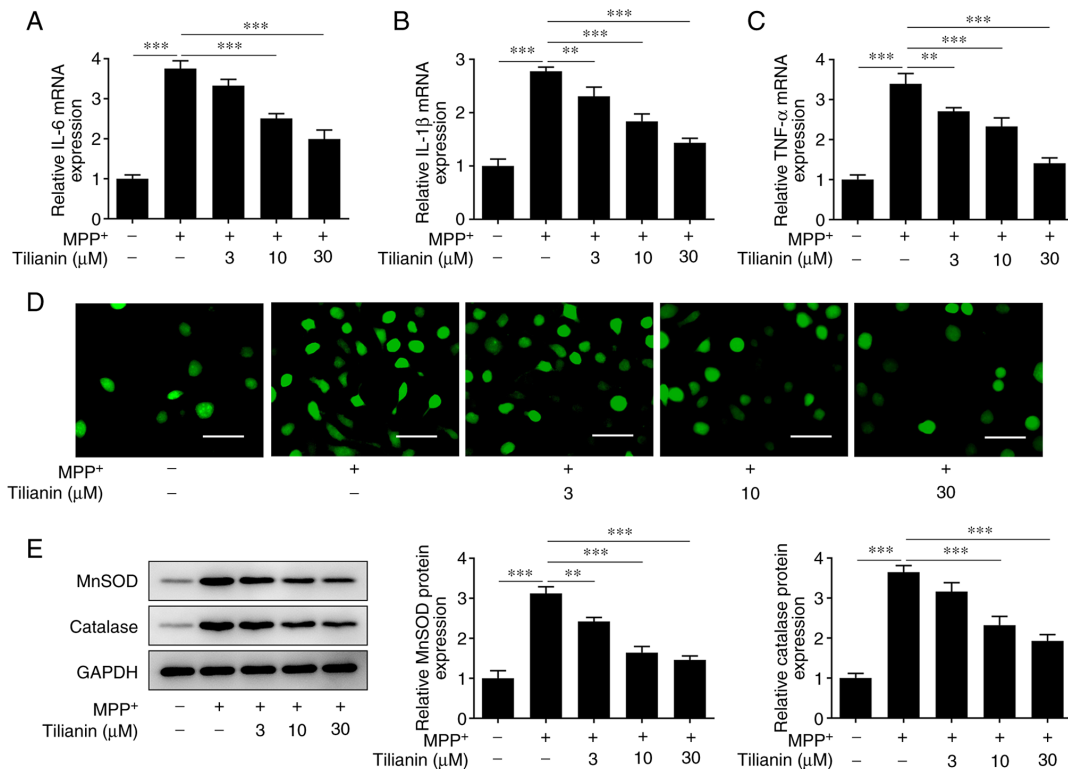 A
Relative IL-6 mRNA
expression
4
3
2
1
0
***
***
***
MPP+ – + + + +
Tilianin (μM) – – 3 10 30
B
Relative IL-1β mRNA
expression
3
2
1
0
***
***
*** **
MPP+ – + + + +
Tilianin (μM) – – 3 10 30
C
Relative TNF-α mRNA
expression
4
3
2
1
0
***
***
*** **
MPP+ – + + + +
Tilianin (μM) – – 3 10 30
D
MPP+ – + + + +
Tilianin (μM) – – 3 10 30
E
MnSOD
Catalase
GAPDH
MPP+ – + + + +
Tilianin (μM) – – 3 10 30
Relative MnSOD protein
expression
4
3
2
1
0
***
***
*** **
MPP+ – + + + +
Tilianin (μM) – – 3 10 30
Relative catalase protein
expression
4
3
2
1
0
***
*** ***
MPP+ – + + + +
Tilianin (μM) – – 3 10 30